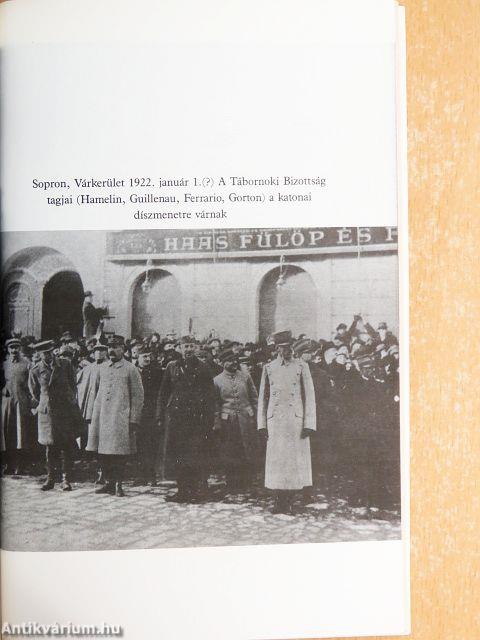 Sopron, Várkerület 1922. január 1.(?) A Tábornoki Bizottság
tagjai (Hamelin, Guillenau, Ferrario, Gorton) a katonai
díszmenetre várnak
HAAS FÜLÖP ÉS F
Antikvárium.hu